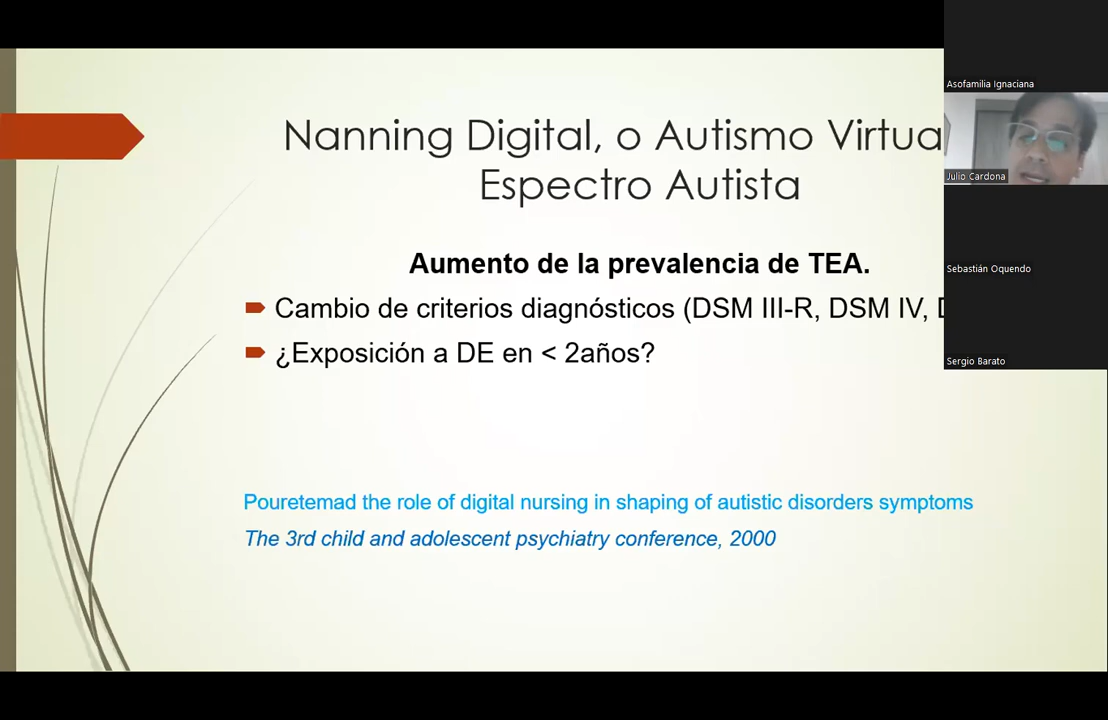 Nanning Digital, o Autismo Virtua
Espectro Autista
Aumento de la prevalencia de TEA.
Cambio de criterios diagnósticos (DSM III-R, DSM IV,
¿Exposición a DE en < 2años?
Pouretemad the role of digital nursing in shaping of autistic disorders symptoms
The 3rd child and adolescent psychiatry conference, 2000
Asofamilia Ignaciana
Julio Cardona
Sebastián Oquendo
Sergio Barato